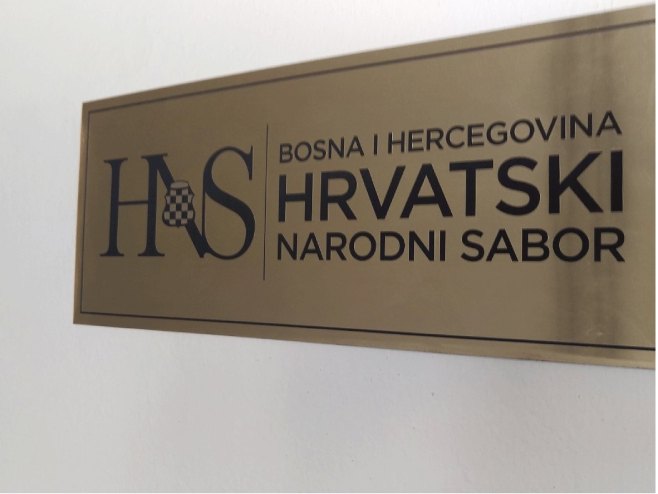 HNS
BOSNA I HERCEGOVINA
HRVATSKI
NARODNI SABOR